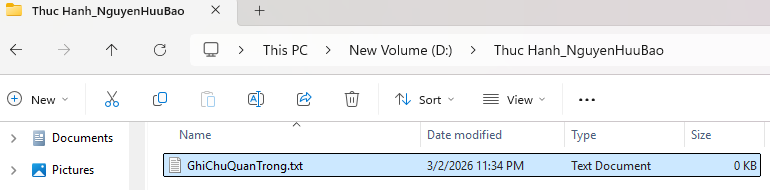 Thuc Hanh_NguyenHuuBao
This PC > New Volume (D:) > Thuc Hanh_NguyenHuuBao
New Sort View
Documents
Pictures
Name Date modified Type Size
GhiChuQuanTrong.txt 3/2/2026 11:34 PM Text Document 0 KB